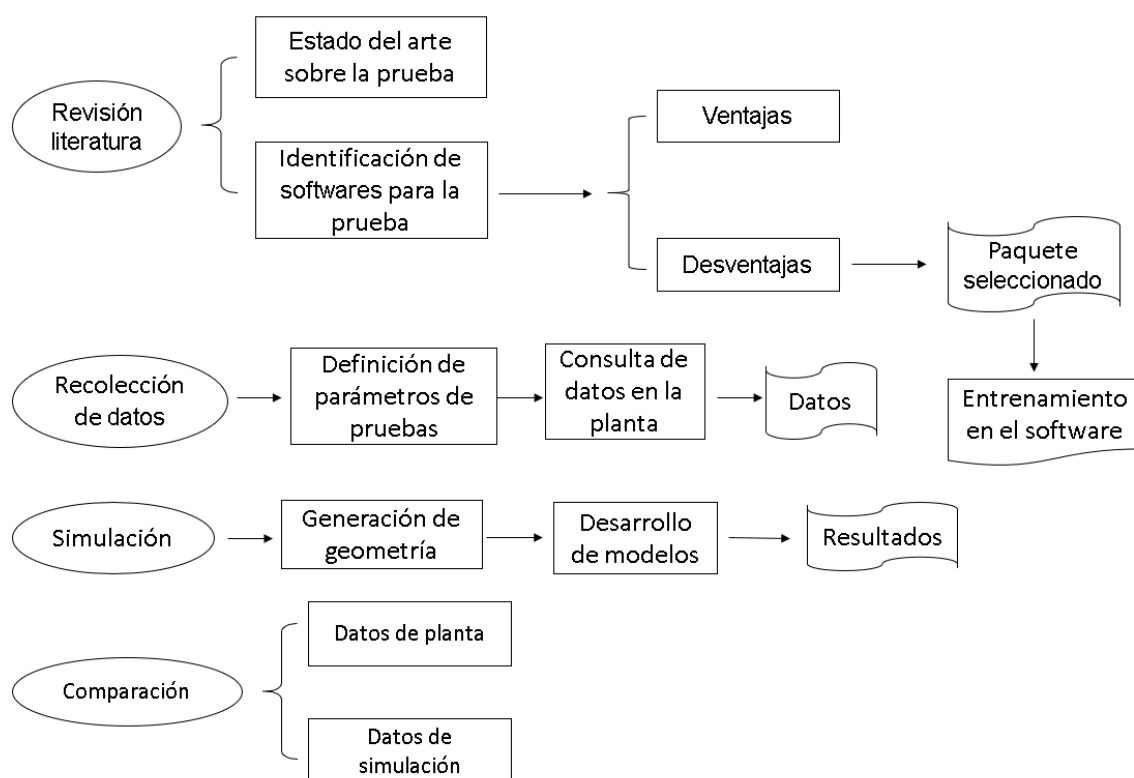 Estado del arte
sobre la prueba
Revisión
literatura
Identificación de
softwares para la
prueba
Ventajas
Desventajas
Paquete
seleccionado
Entrenamiento
en el software
Recolección
de datos
Definición de
parámetros de
pruebas
Consulta de
datos en la
planta
Datos
Simulación
Generación de
geometría
Desarrollo
de modelos
Resultados
Comparación
Datos de planta
Datos de
simulación